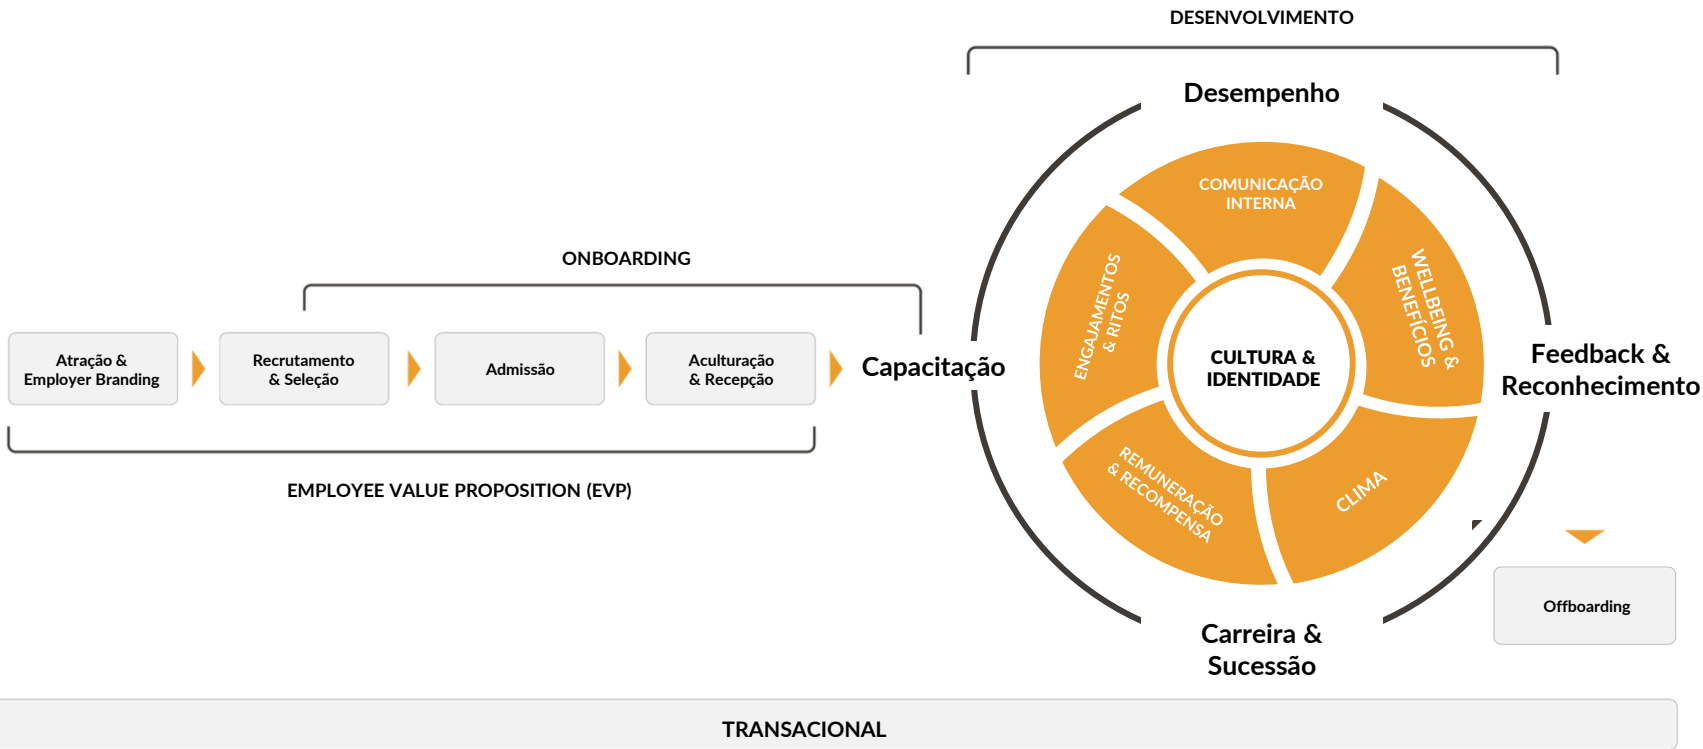 DESENVOLVIMENTO
Desempenho
COMUNICAÇÃO
INTERNA
WELLBEING &
BENEFÍCIOS
ENGAJAMENTOS
& RITOS
CULTURA &
IDENTIDADE
REMUNERAÇÃO
& RECOMPENSA
CLIMA
ONBOARDING
Atração &
Employer Branding
Recrutamento
& Seleção
Admissão
Aculturação
& Recepção
Capacitação
Feedback &
Reconhecimento
EMPLOYEE VALUE PROPOSITION (EVP)
Carreira &
Sucessão
Offboarding
TRANSACIONAL